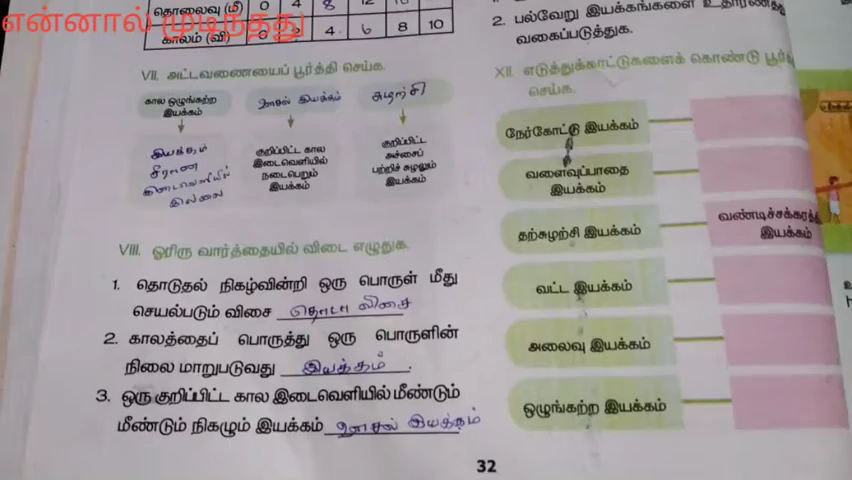 என்னால் முடிந்தது
தொலைவு (மீ) 0 4 8 12
காலம் (வி) 0 2 4 6 8 10
VII. அட்டவணையைப் பூர்த்தி செய்க.
கால ஒழுங்கற்ற
இயக்கம்
ஊசல் இயக்கம்
சுழற்சி
இயக்கம்
சீரான
இடைவெளியில்
இல்லை
குறிப்பிட்ட கால
இடைவெளியில்
நடைபெறும்
இயக்கம்
குறிப்பிட்ட
அச்சைப்
பற்றிச் சுழலும்
இயக்கம்
VIII. ஓரிரு வார்த்தையில் விடை எழுதுக.
1. தொடுதல் நிகழ்வின்றி ஒரு பொருள் மீது
செயல்படும் விசை தொடா விசை
2. காலத்தைப் பொருத்து ஒரு பொருளின்
நிலை மாறுபடுவது இயக்கம்.
3. ஒரு குறிப்பிட்ட கால இடைவெளியில் மீண்டும்
மீண்டும் நிகழும் இயக்கம் ஊசல் இயக்கம்
2. பல்வேறு இயக்கங்களை
வகைப்படுத்துக.
XII. எடுத்துக்காட்டுகளைக் கொண்டு
செய்க.
நேர்கோட்டு இயக்கம்
வளைவுப்பாதை
இயக்கம்
தற்சுழற்சி இயக்கம்
வண்டிச்சக்கரத்தி
இயக்கம்
வட்ட இயக்கம்
அலைவு இயக்கம்
ஒழுங்கற்ற இயக்கம்
32